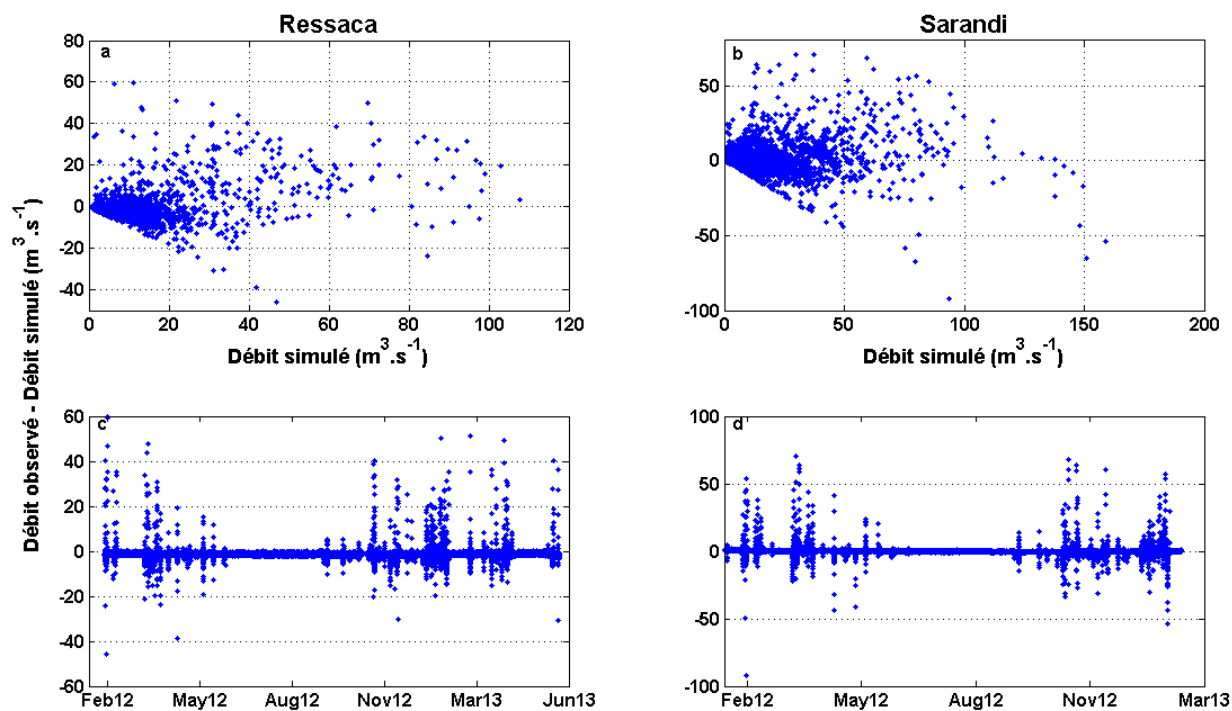 Ressaca
Sarandi
a
b
80
60
40
20
0
-20
-40
50
0
-50
-100
0 20 40 60 80 100 120
0 50 100 150 200
Débit simulé (m³.s⁻¹)
Débit simulé (m³.s⁻¹)
Débit observé - Débit simulé (m³.s⁻¹)
c
d
60
40
20
0
-20
-40
-60
100
50
0
-50
-100
Feb12 May12 Aug12 Nov12 Mar13 Jun13
Feb12 May12 Aug12 Nov12 Mar13